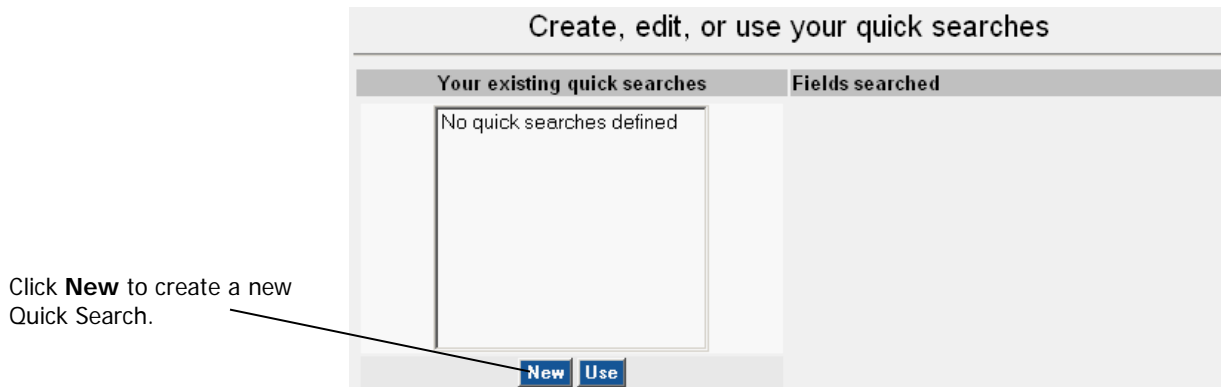 Create, edit, or use your quick searches
Your existing quick searches
Fields searched
No quick searches defined
Click New to create a new
Quick Search.
New
Use